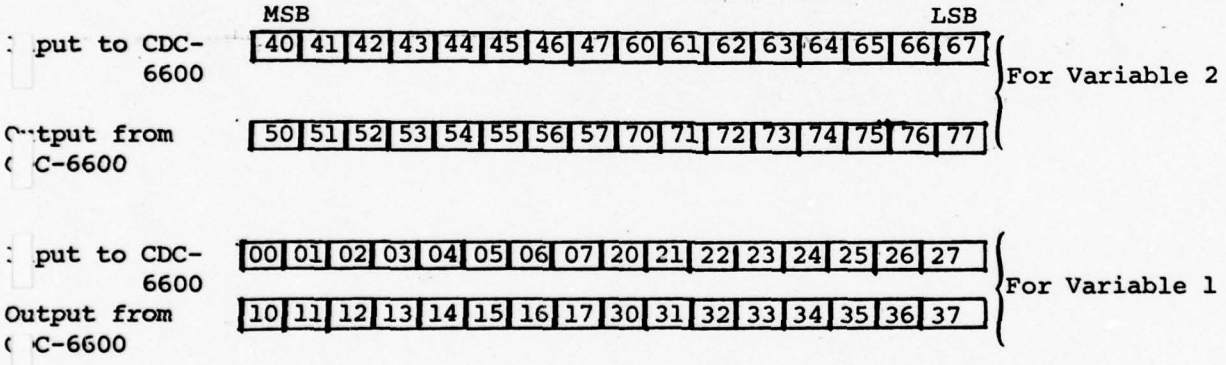 MSB LSB
put to CDC- 40 41 42 43 44 45 46 47 60 61 62 63 64 65 66 67
6600 For Variable 2
Output from 50 51 52 53 54 55 56 57 70 71 72 73 74 75 76 77
C-6600
put to CDC- 00 01 02 03 04 05 06 07 20 21 22 23 24 25 26 27
6600 For Variable 1
Output from 10 11 12 13 14 15 16 17 30 31 32 33 34 35 36 37
C-6600